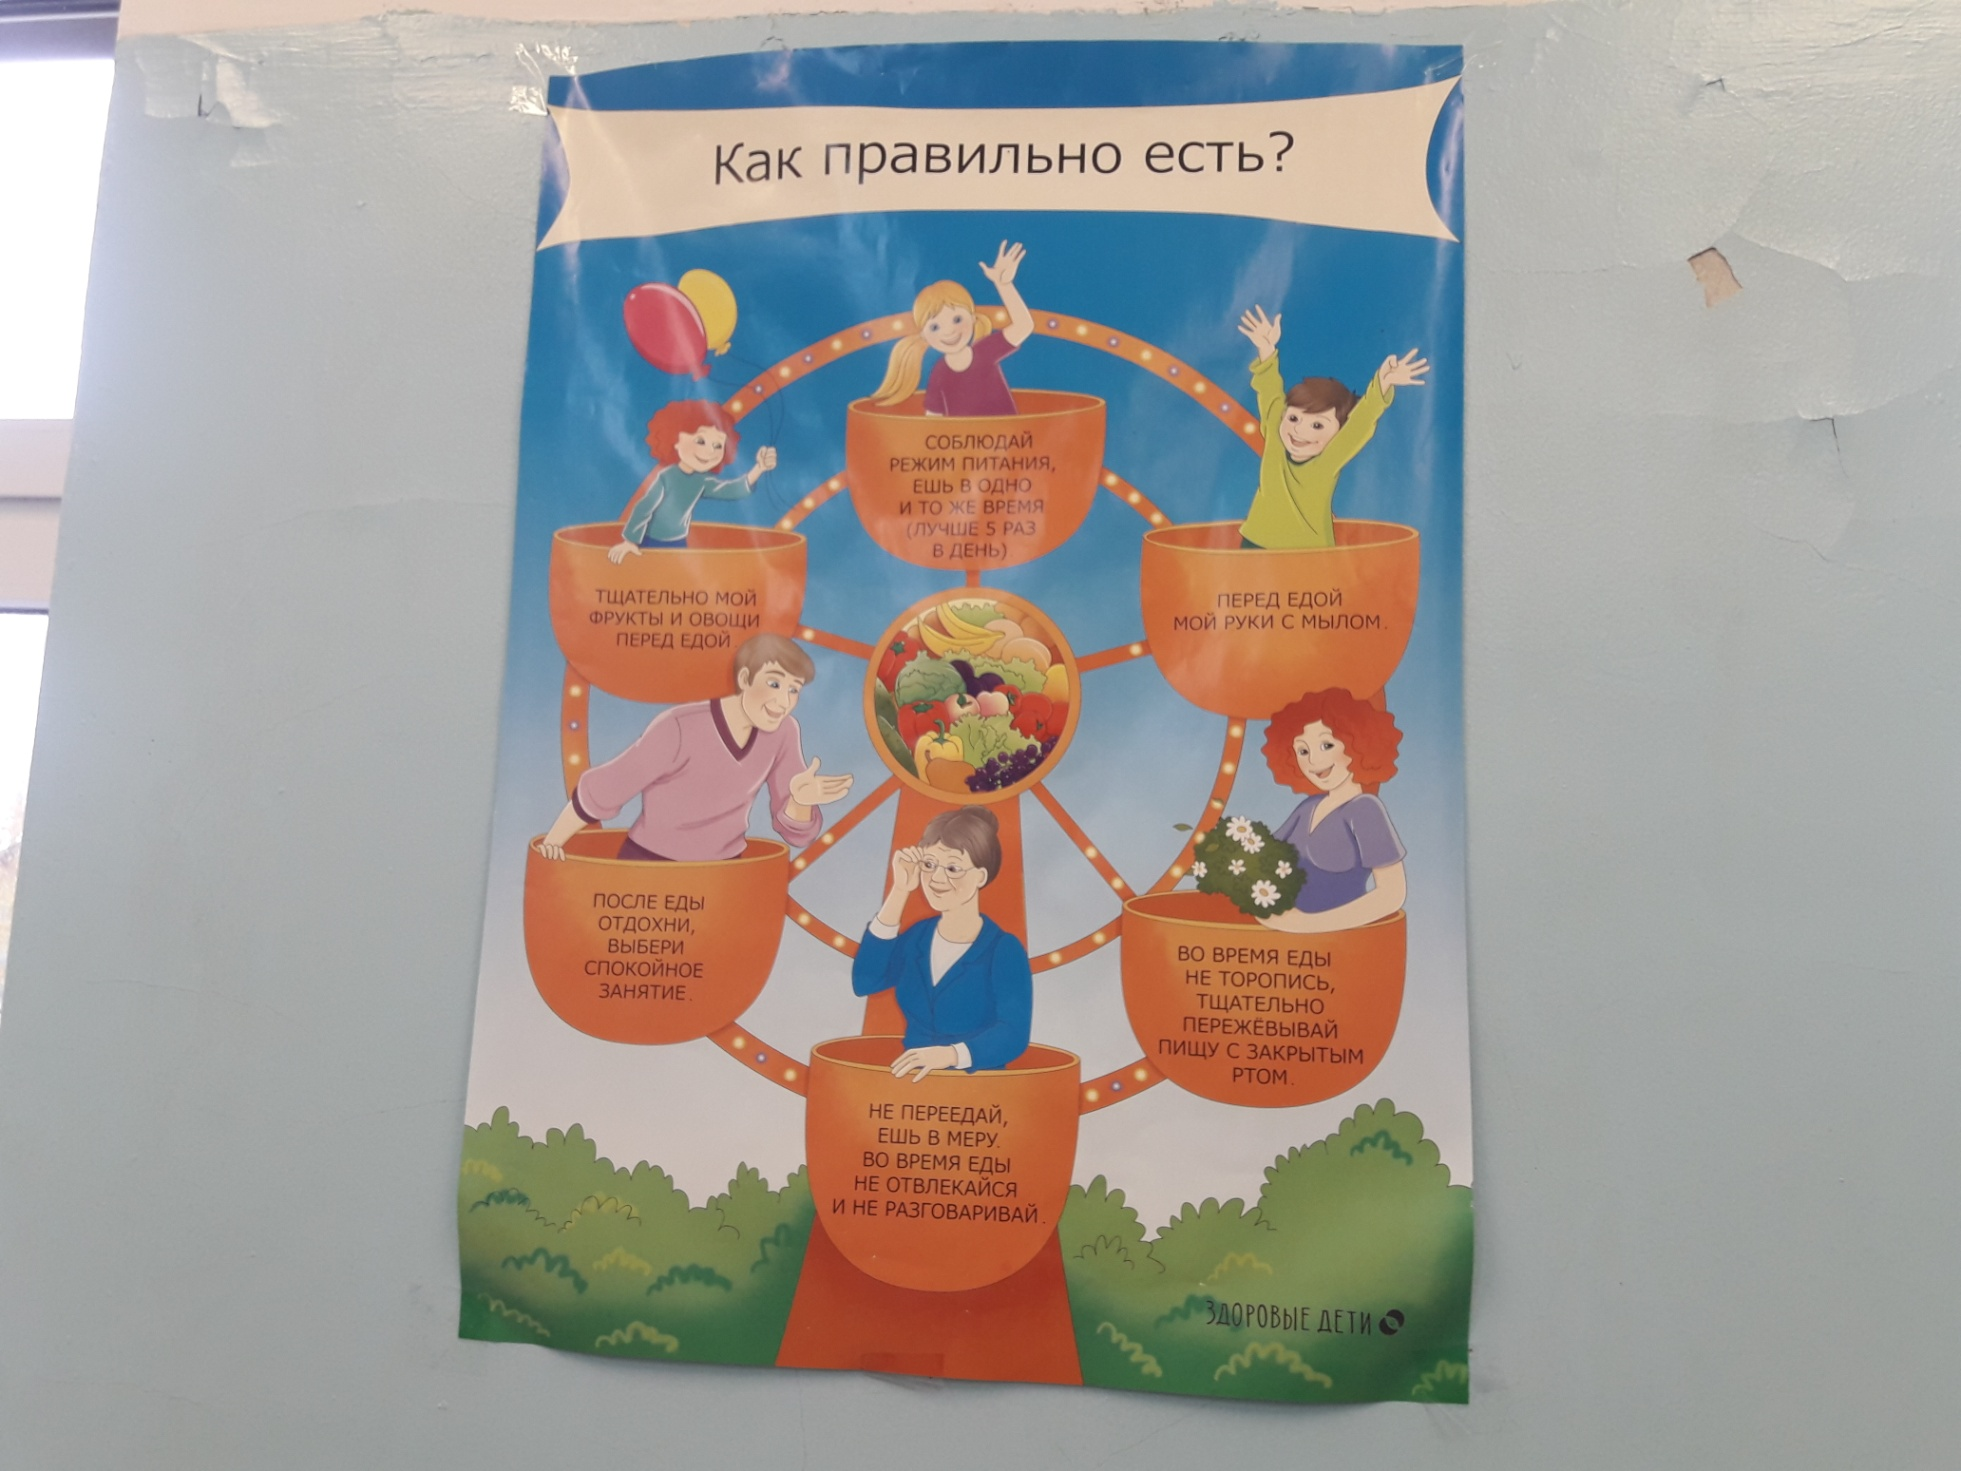 Как правильно есть?
СОБЛЮДАЙ
РЕЖИМ ПИТАНИЯ,
ЕШЬ В ОДНО
И ТО ЖЕ ВРЕМЯ
(ЛУЧШЕ 5 РАЗ
В ДЕНЬ)
ТЩАТЕЛЬНО МОЙ
ФРУКТЫ И ОВОЩИ
ПЕРЕД ЕДОЙ.
ПЕРЕД ЕДОЙ
МОЙ РУКИ С МЫЛОМ.
ПОСЛЕ ЕДЫ
ОТДОХНИ,
ВЫБЕРИ
СПОКОЙНОЕ
ЗАНЯТИЕ.
ВО ВРЕМЯ ЕДЫ
НЕ ТОРОПИСЬ,
ТЩАТЕЛЬНО
ПЕРЕЖЁВЫВАЙ
ПИЩУ С ЗАКРЫТЫМ
РТОМ.
НЕ ПЕРЕЕДАЙ,
ЕШЬ В МЕРУ.
ВО ВРЕМЯ ЕДЫ
НЕ ОТВЛЕКАЙСЯ
И НЕ РАЗГОВАРИВАЙ.
ЗДОРОВЫЕ ДЕТИ